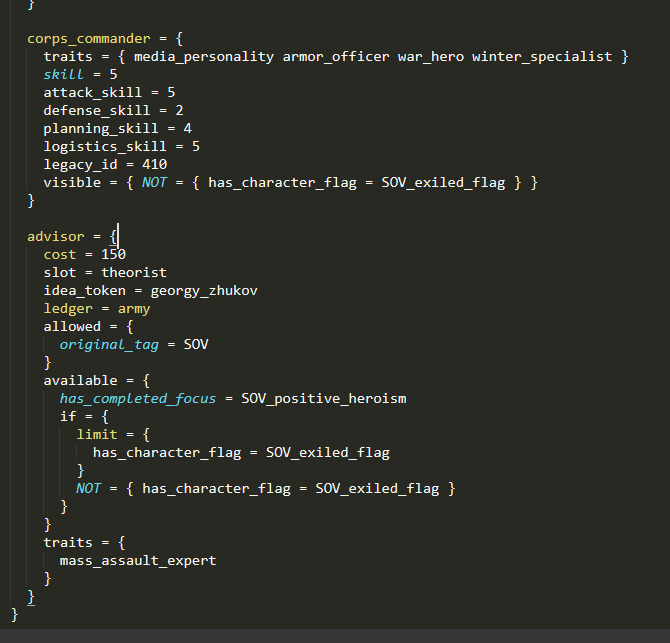 }
corps_commander = {
traits = { media_personality armor_officer war_hero winter_specialist }
skill = 5
attack_skill = 5
defense_skill = 2
planning_skill = 4
logistics_skill = 5
legacy_id = 410
visible = { NOT = { has_character_flag = SOV_exiled_flag } }
}
advisor = {
cost = 150
slot = theorist
idea_token = georgy_zhukov
ledger = army
allowed = {
original_tag = SOV
}
available = {
has_completed_focus = SOV_positive_heroism
if = {
limit = {
has_character_flag = SOV_exiled_flag
}
NOT = { has_character_flag = SOV_exiled_flag }
}
}
traits = {
mass_assault_expert
}
}
}